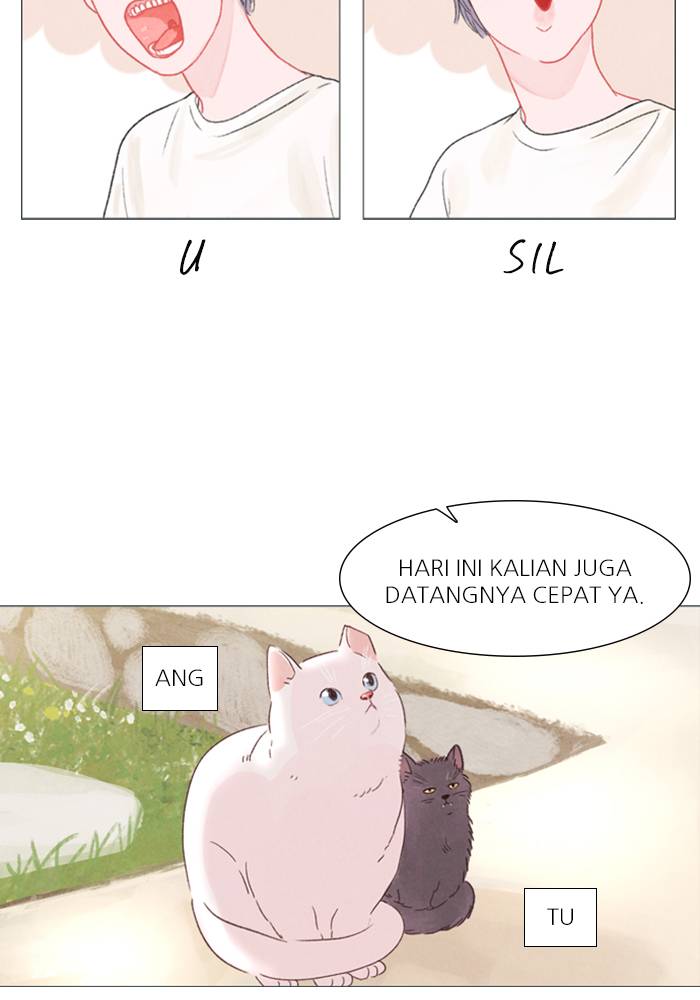 U
SIL
HARI INI KALIAN JUGA
DATANGNYA CEPAT YA.
ANG
TU